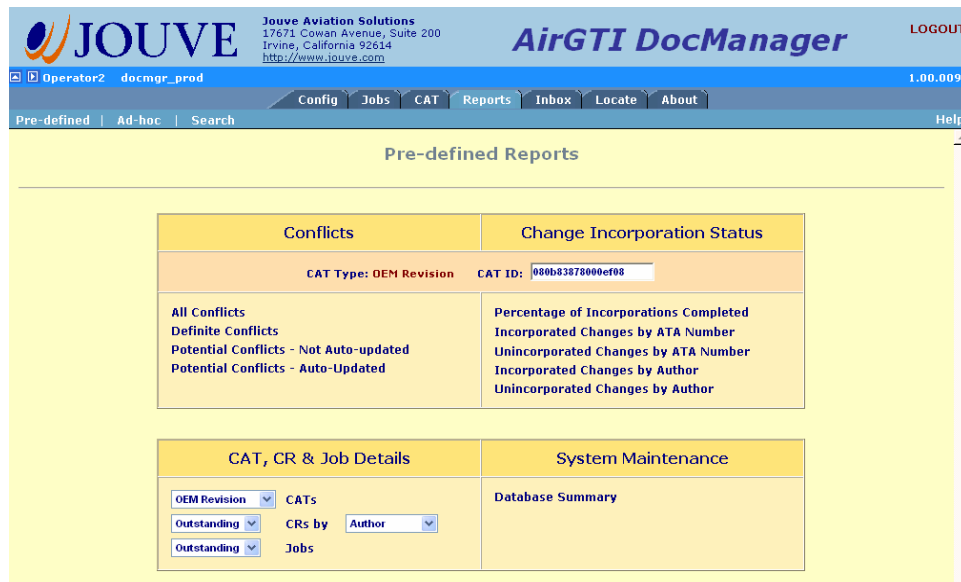 JOUVE
Jouve Aviation Solutions
17671 Cowan Avenue, Suite 200
Irvine, California 92614
http://www.jouve.com
AirGTI DocManager
LOGOUT
Operator2 docmgr_prod
1.00.009
Config Jobs CAT Reports Inbox Locate About
Pre-defined | Ad-hoc | Search
Help
Pre-defined Reports
Conflicts
Change Incorporation Status
CAT Type: OEM Revision CAT ID: 080b83878000ef08
All Conflicts
Definite Conflicts
Potential Conflicts - Not Auto-updated
Potential Conflicts - Auto-Updated
Percentage of Incorporations Completed
Incorporated Changes by ATA Number
Unincorporated Changes by ATA Number
Incorporated Changes by Author
Unincorporated Changes by Author
CAT, CR & Job Details
System Maintenance
OEM Revision CATs
Outstanding CRs by Author
Outstanding Jobs
Database Summary